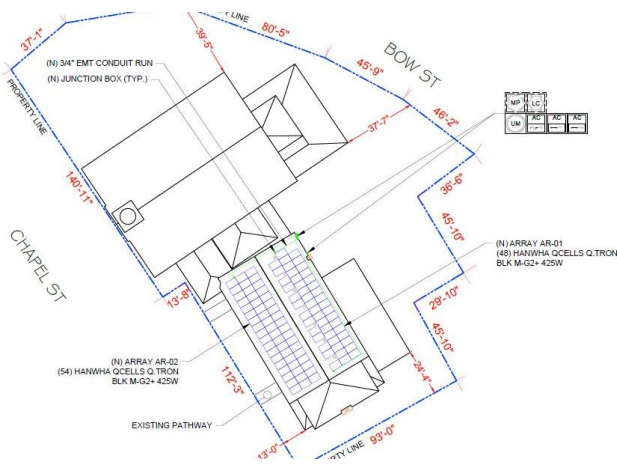 80'-5"
37'-1"
39'-5"
BOW ST
(N) 3/4" EMT CONDUIT RUN
45'-9"
(N) JUNCTION BOX (TYP.)
PROPERTY LINE
MP LC
UM AC AC AC
46'-2"
37'-7"
140'-11"
36'-6"
CHAPEL ST
45'-10"
(N) ARRAY AR-01
(48) HANWHA QCELLS Q.TRON
BLK M-G2+ 425W
13'-8"
29'-10"
45'-10"
(N) ARRAY AR-02
(54) HANWHA QCELLS Q.TRON
BLK M-G2+ 425W
112'-3"
24'-4"
EXISTING PATHWAY
13'-0"
93'-0"
LINE